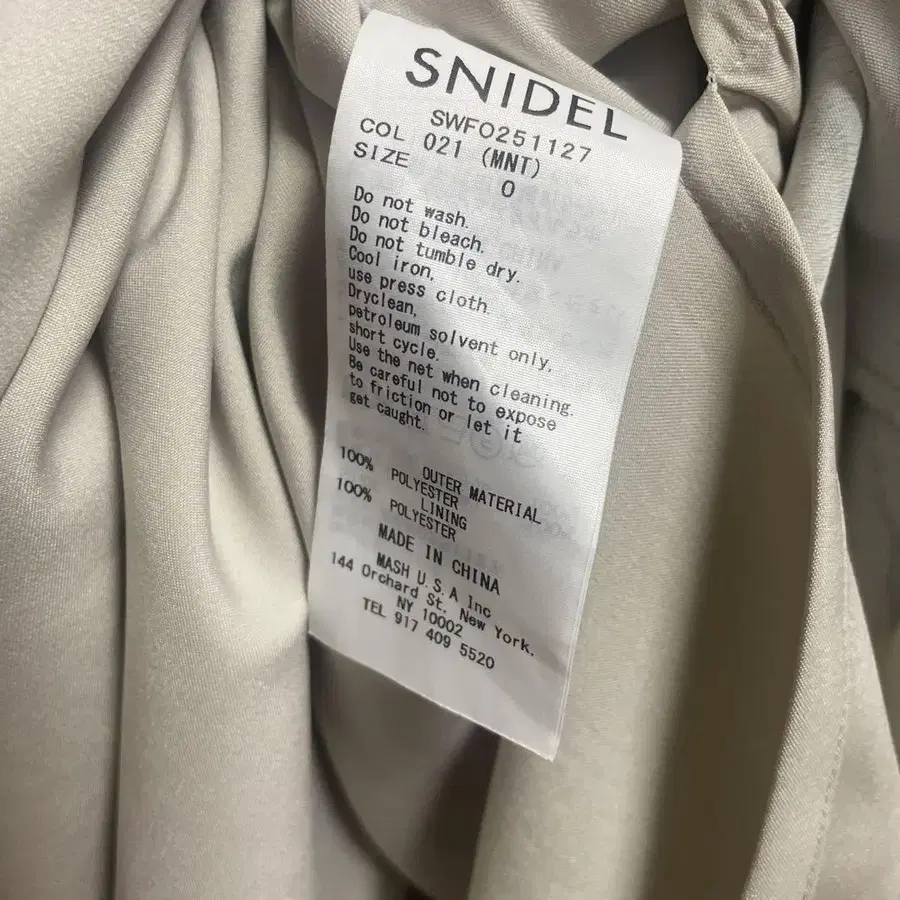 SNIDEL
SWFO251127
COL 021 (MNT)
SIZE 0
Do not wash.
Do not bleach.
Do not tumble dry.
Cool iron,
use press cloth.
Dryclean,
petroleum solvent only,
short cycle.
Use the net when cleaning.
Be careful not to expose
to friction or let it
get caught.
OUTER MATERIAL
100% POLYESTER
LINING
100% POLYESTER
MADE IN CHINA
MASH U.S.A Inc
144 Orchard St, New York.
NY 10002
TEL 917 409 5520